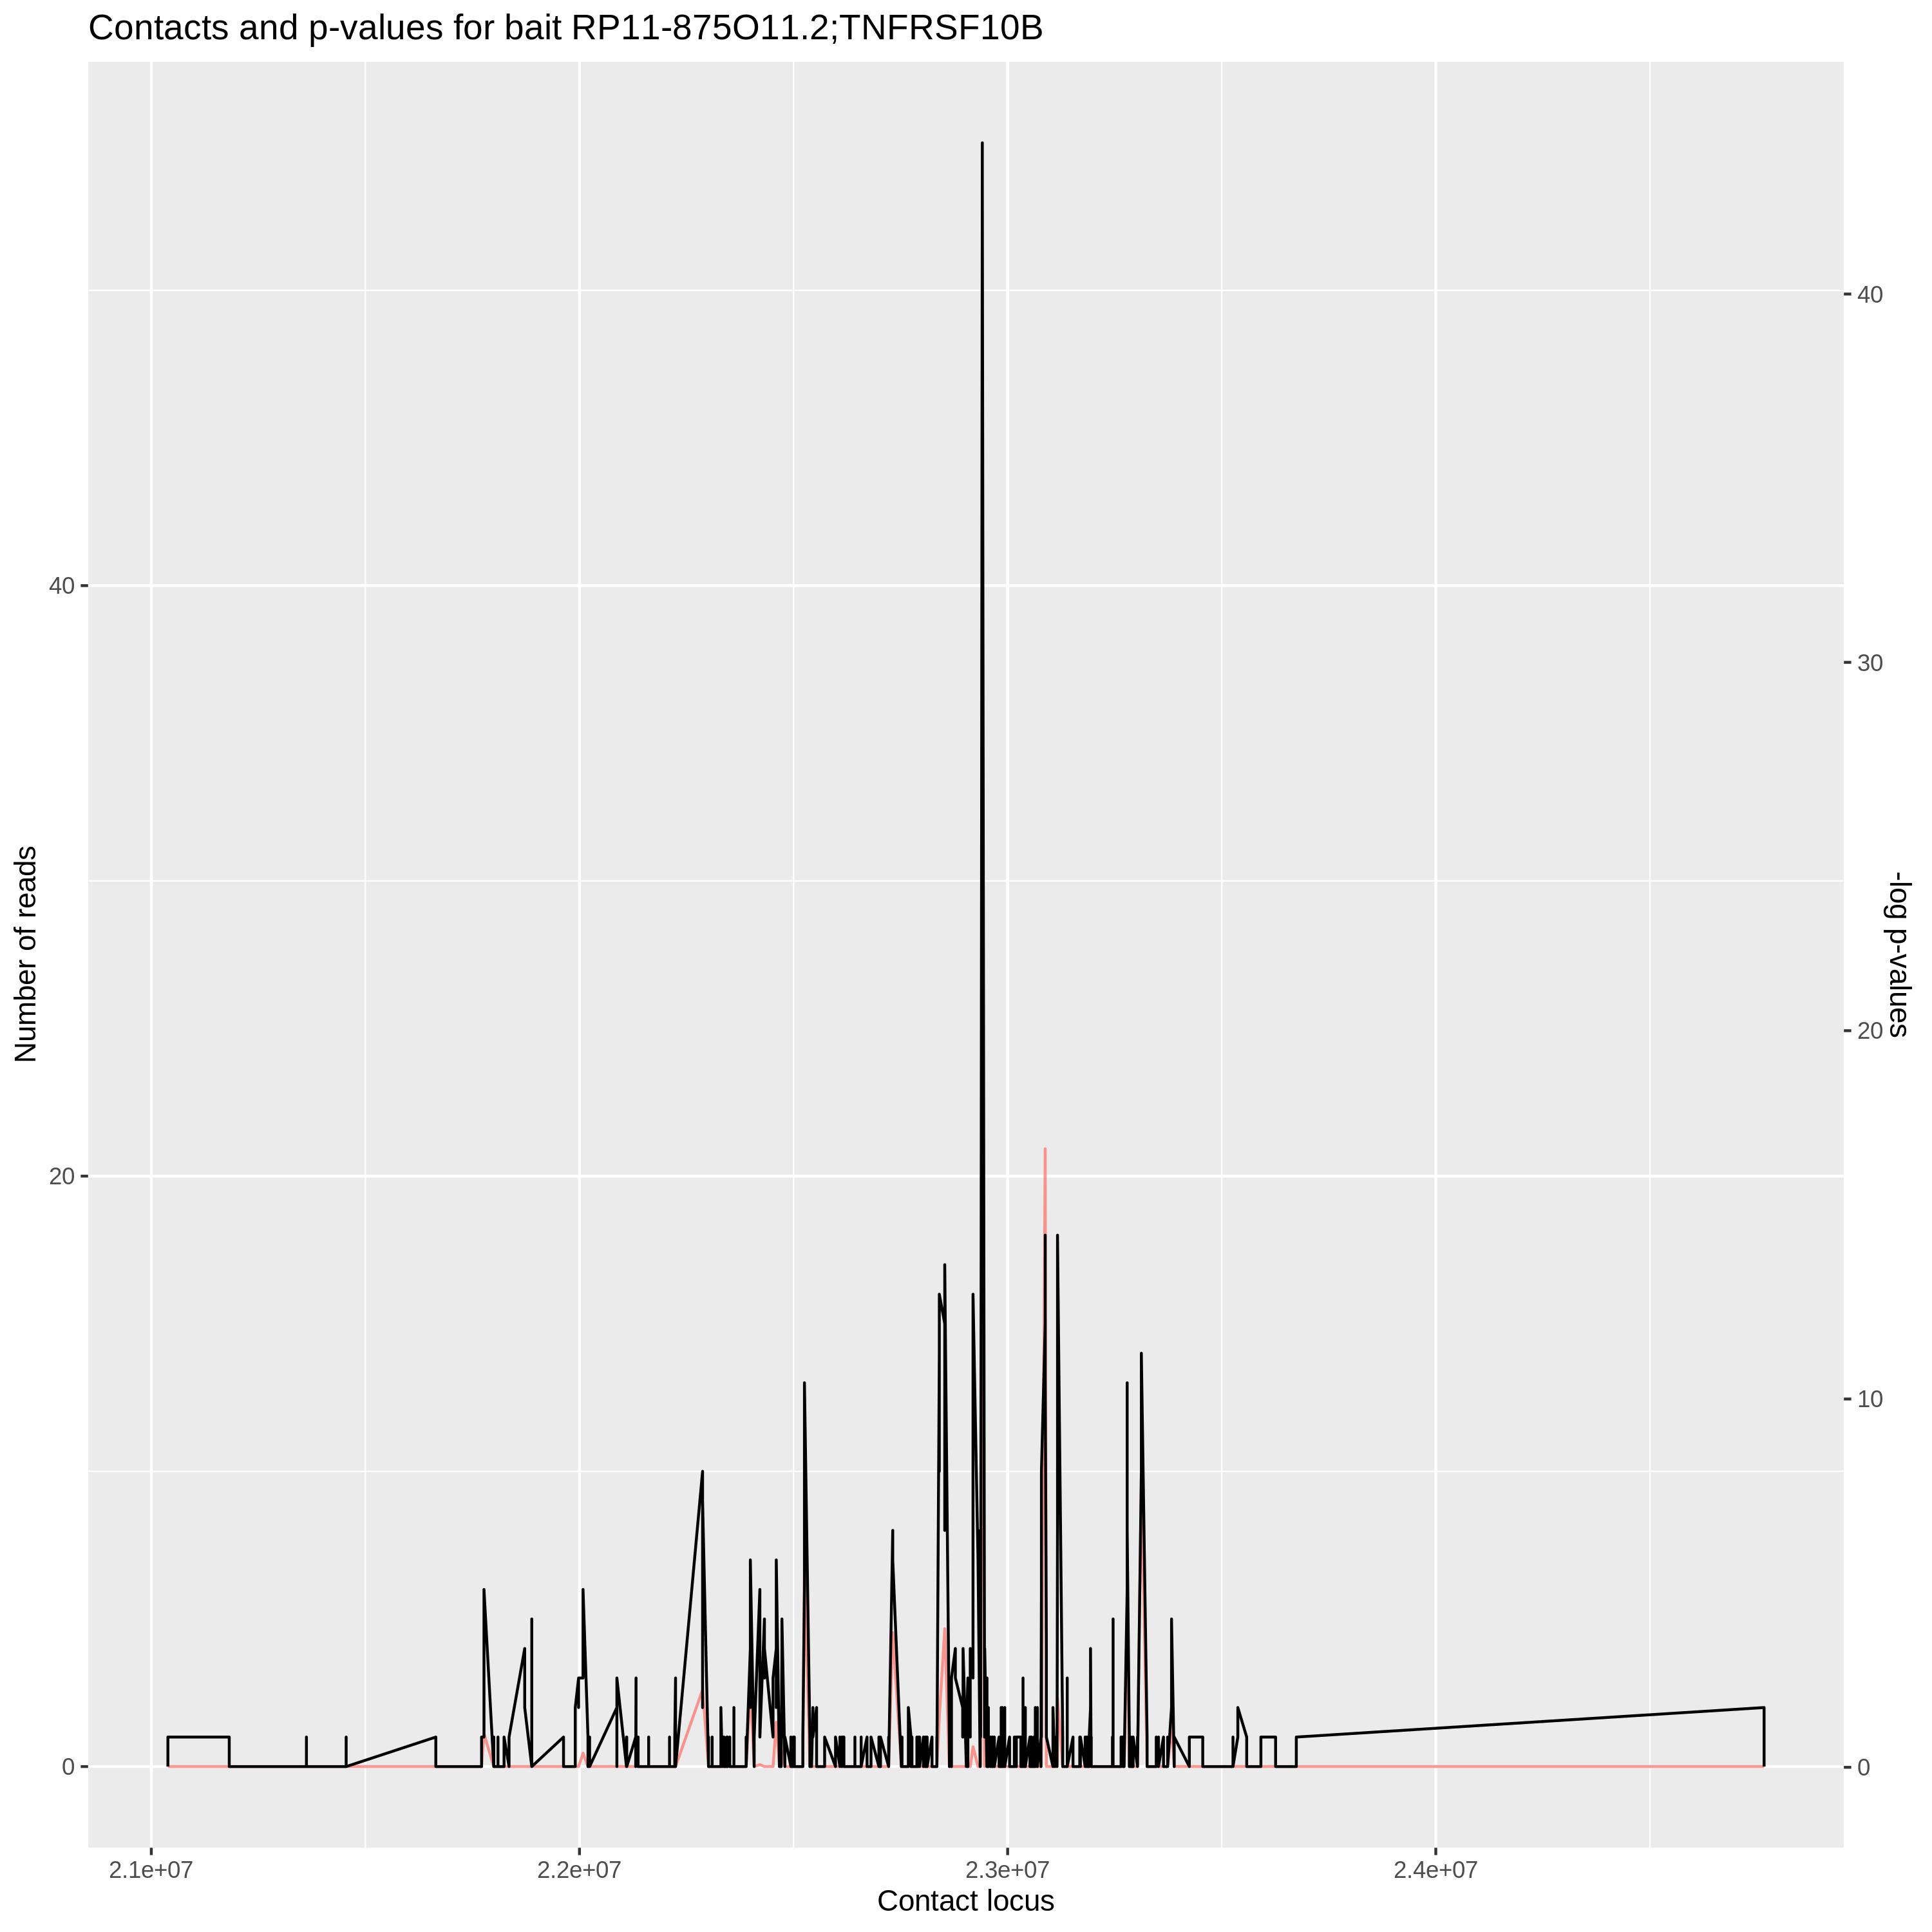 Contacts and p-values for bait RP11-875O11.2;TNFRSF10B
Number of reads
40
20
0
40
30
20
10
0
-log p-values
2.1e+07
2.2e+07
2.3e+07
2.4e+07
Contact locus